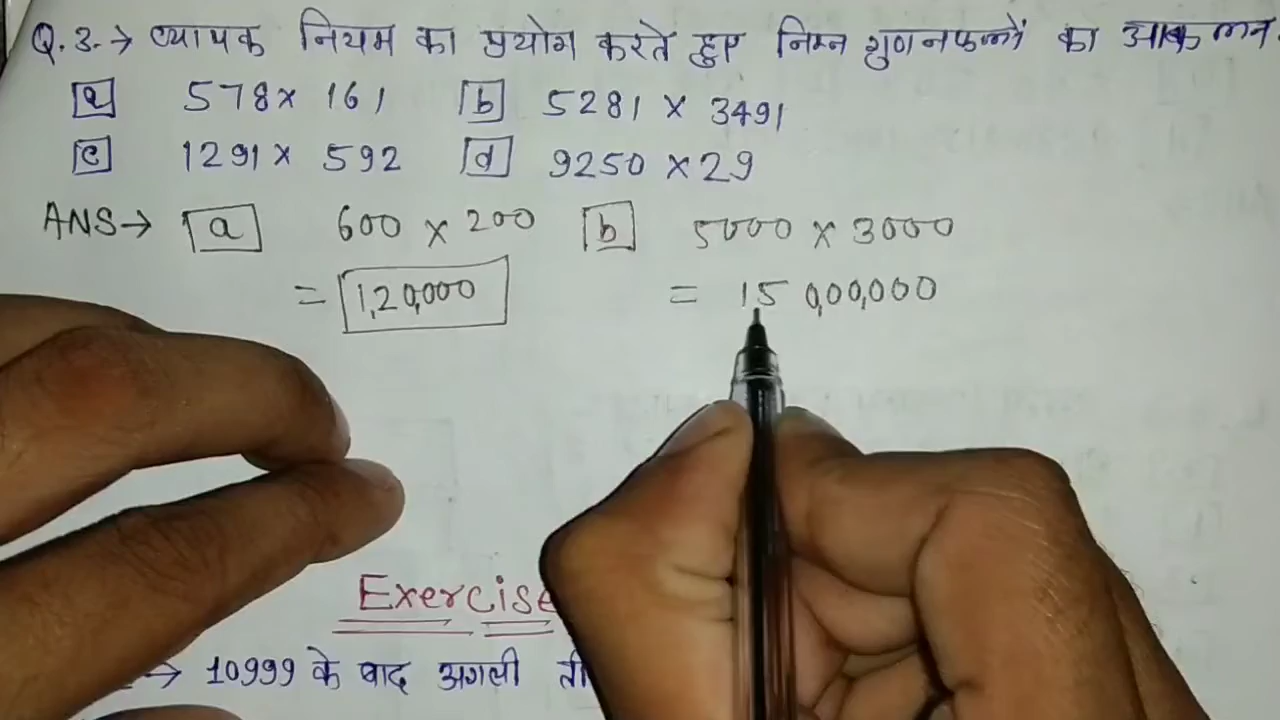 Q.3.→ व्यापक नियम का प्रयोग करते हुए निम्न गुणनफलों का आकलन.
a 578× 161 b 5281 × 3491
c 1291× 592 d 9250 ×29
ANS→ a 600 × 200 b 5000 × 3000
= 1,20,000 = 15 0,00,000
Exercise
→ 10999 के बाद अगली